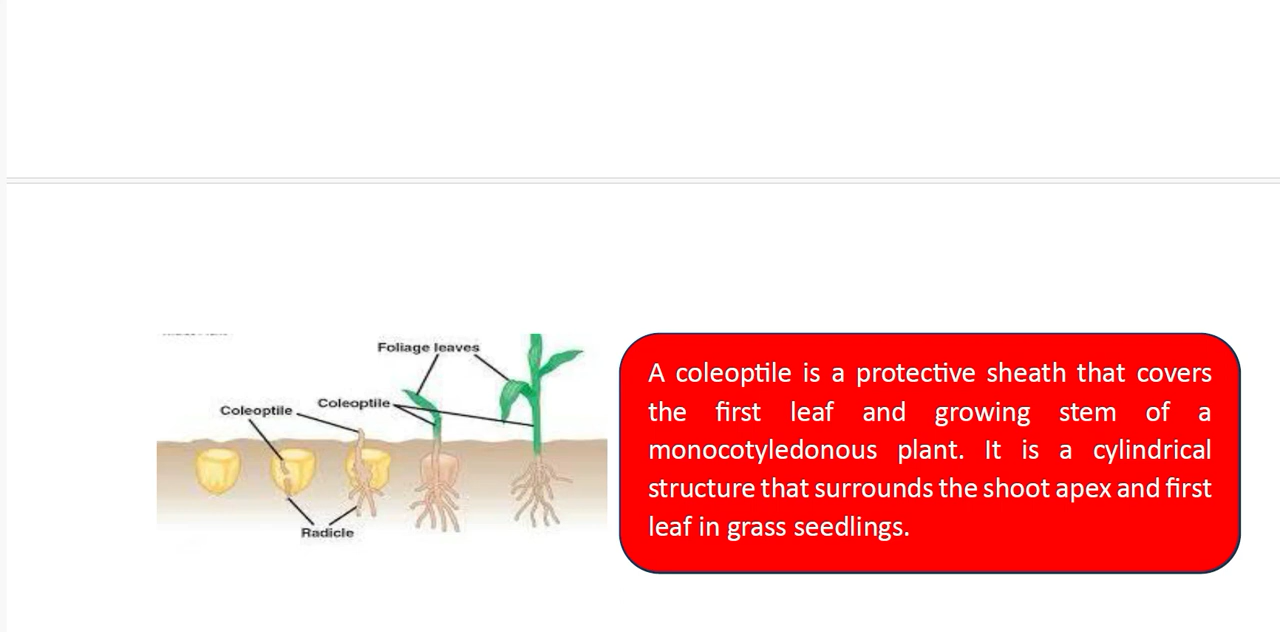 Foliage leaves
Coleoptile
Coleoptile
Radicle
A coleoptile is a protective sheath that covers
the first leaf and growing stem of a
monocotyledonous plant. It is a cylindrical
structure that surrounds the shoot apex and first
leaf in grass seedlings.